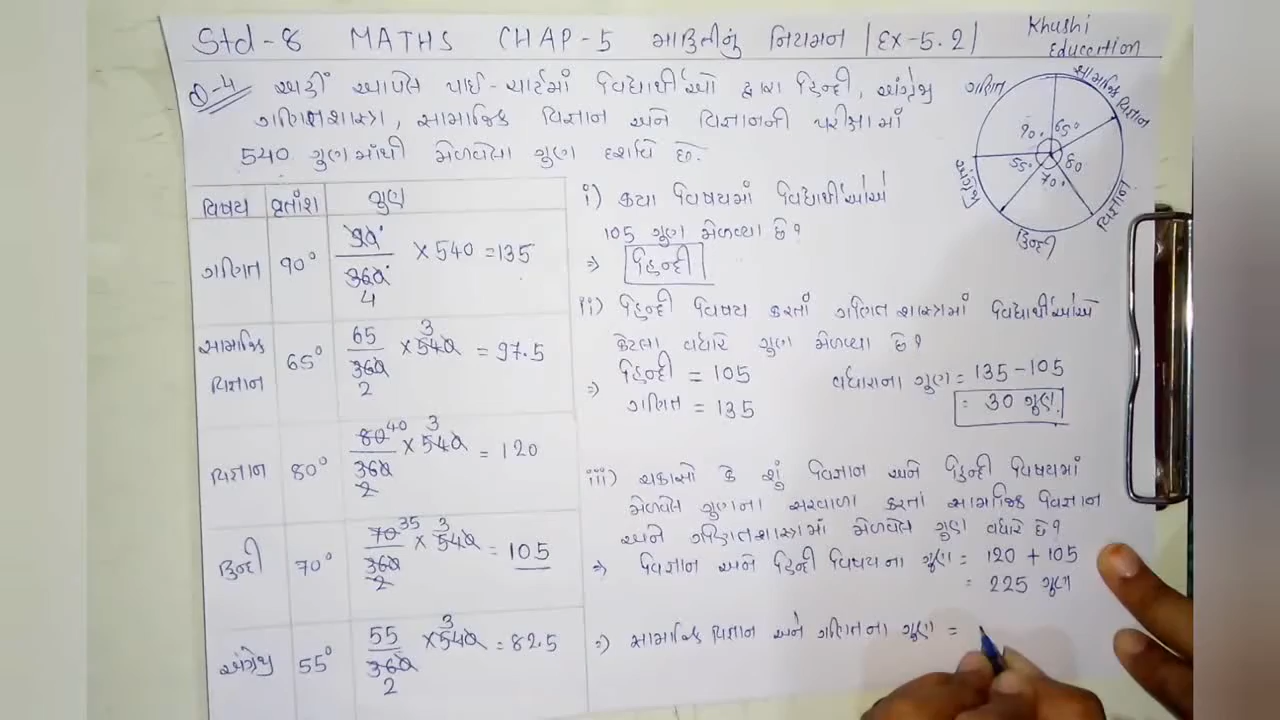 Std-8 MATHS CHAP-5 માહિતીનું નિયમન | Ex-5.2 |
Khushi Education
Q-4 અહીં આપેલ પાઈ-ચાર્ટમાં વિદ્યાર્થીઓ દ્વારા હિન્દી, અંગ્રેજી
ગણિતશાસ્ત્ર, સામાજિક વિજ્ઞાન અને વિજ્ઞાનની પરીક્ષામાં
540 ગુણમાંથી મેળવેલા ગુણ દર્શાવે છે.
ગણિત સામાજિક વિજ્ઞાન
90° 65°
55° 70° 80
અંગ્રેજી હિન્દી વિજ્ઞાન
વિષય વૃતાંશ ગુણ
ગણિત 90° 90/360 × 540 = 135
4
સામાજિક વિજ્ઞાન 65° 65/360 × 540 = 97.5
3
2
વિજ્ઞાન 80° 80/360 × 540 = 120
40 3
2
હિન્દી 70° 70/360 × 540 = 105
35 3
2
અંગ્રેજી 55° 55/360 × 540 = 82.5
3
2
i) કયા વિષયમાં વિદ્યાર્થીઓએ
105 ગુણ મેળવ્યા છે?
⇒ હિન્દી
ii) હિન્દી વિષય કરતાં ગણિતશાસ્ત્રમાં વિદ્યાર્થીઓએ
કેટલા વધારે ગુણ મેળવ્યા છે?
⇒ હિન્દી = 105 વધારાના ગુણ = 135 - 105
ગણિત = 135 = 30 ગુણ
iii) ચકાસો કે શું વિજ્ઞાન અને હિન્દી વિષયમાં
મેળવેલ ગુણના સરવાળા કરતાં સામાજિક વિજ્ઞાન
અને ગણિતશાસ્ત્રમાં મેળવેલ ગુણ વધારે છે?
⇒ વિજ્ઞાન અને હિન્દી વિષયના ગુણ = 120 + 105
= 225 ગુણ
⇒ સામાજિક વિજ્ઞાન અને ગણિતના ગુણ =